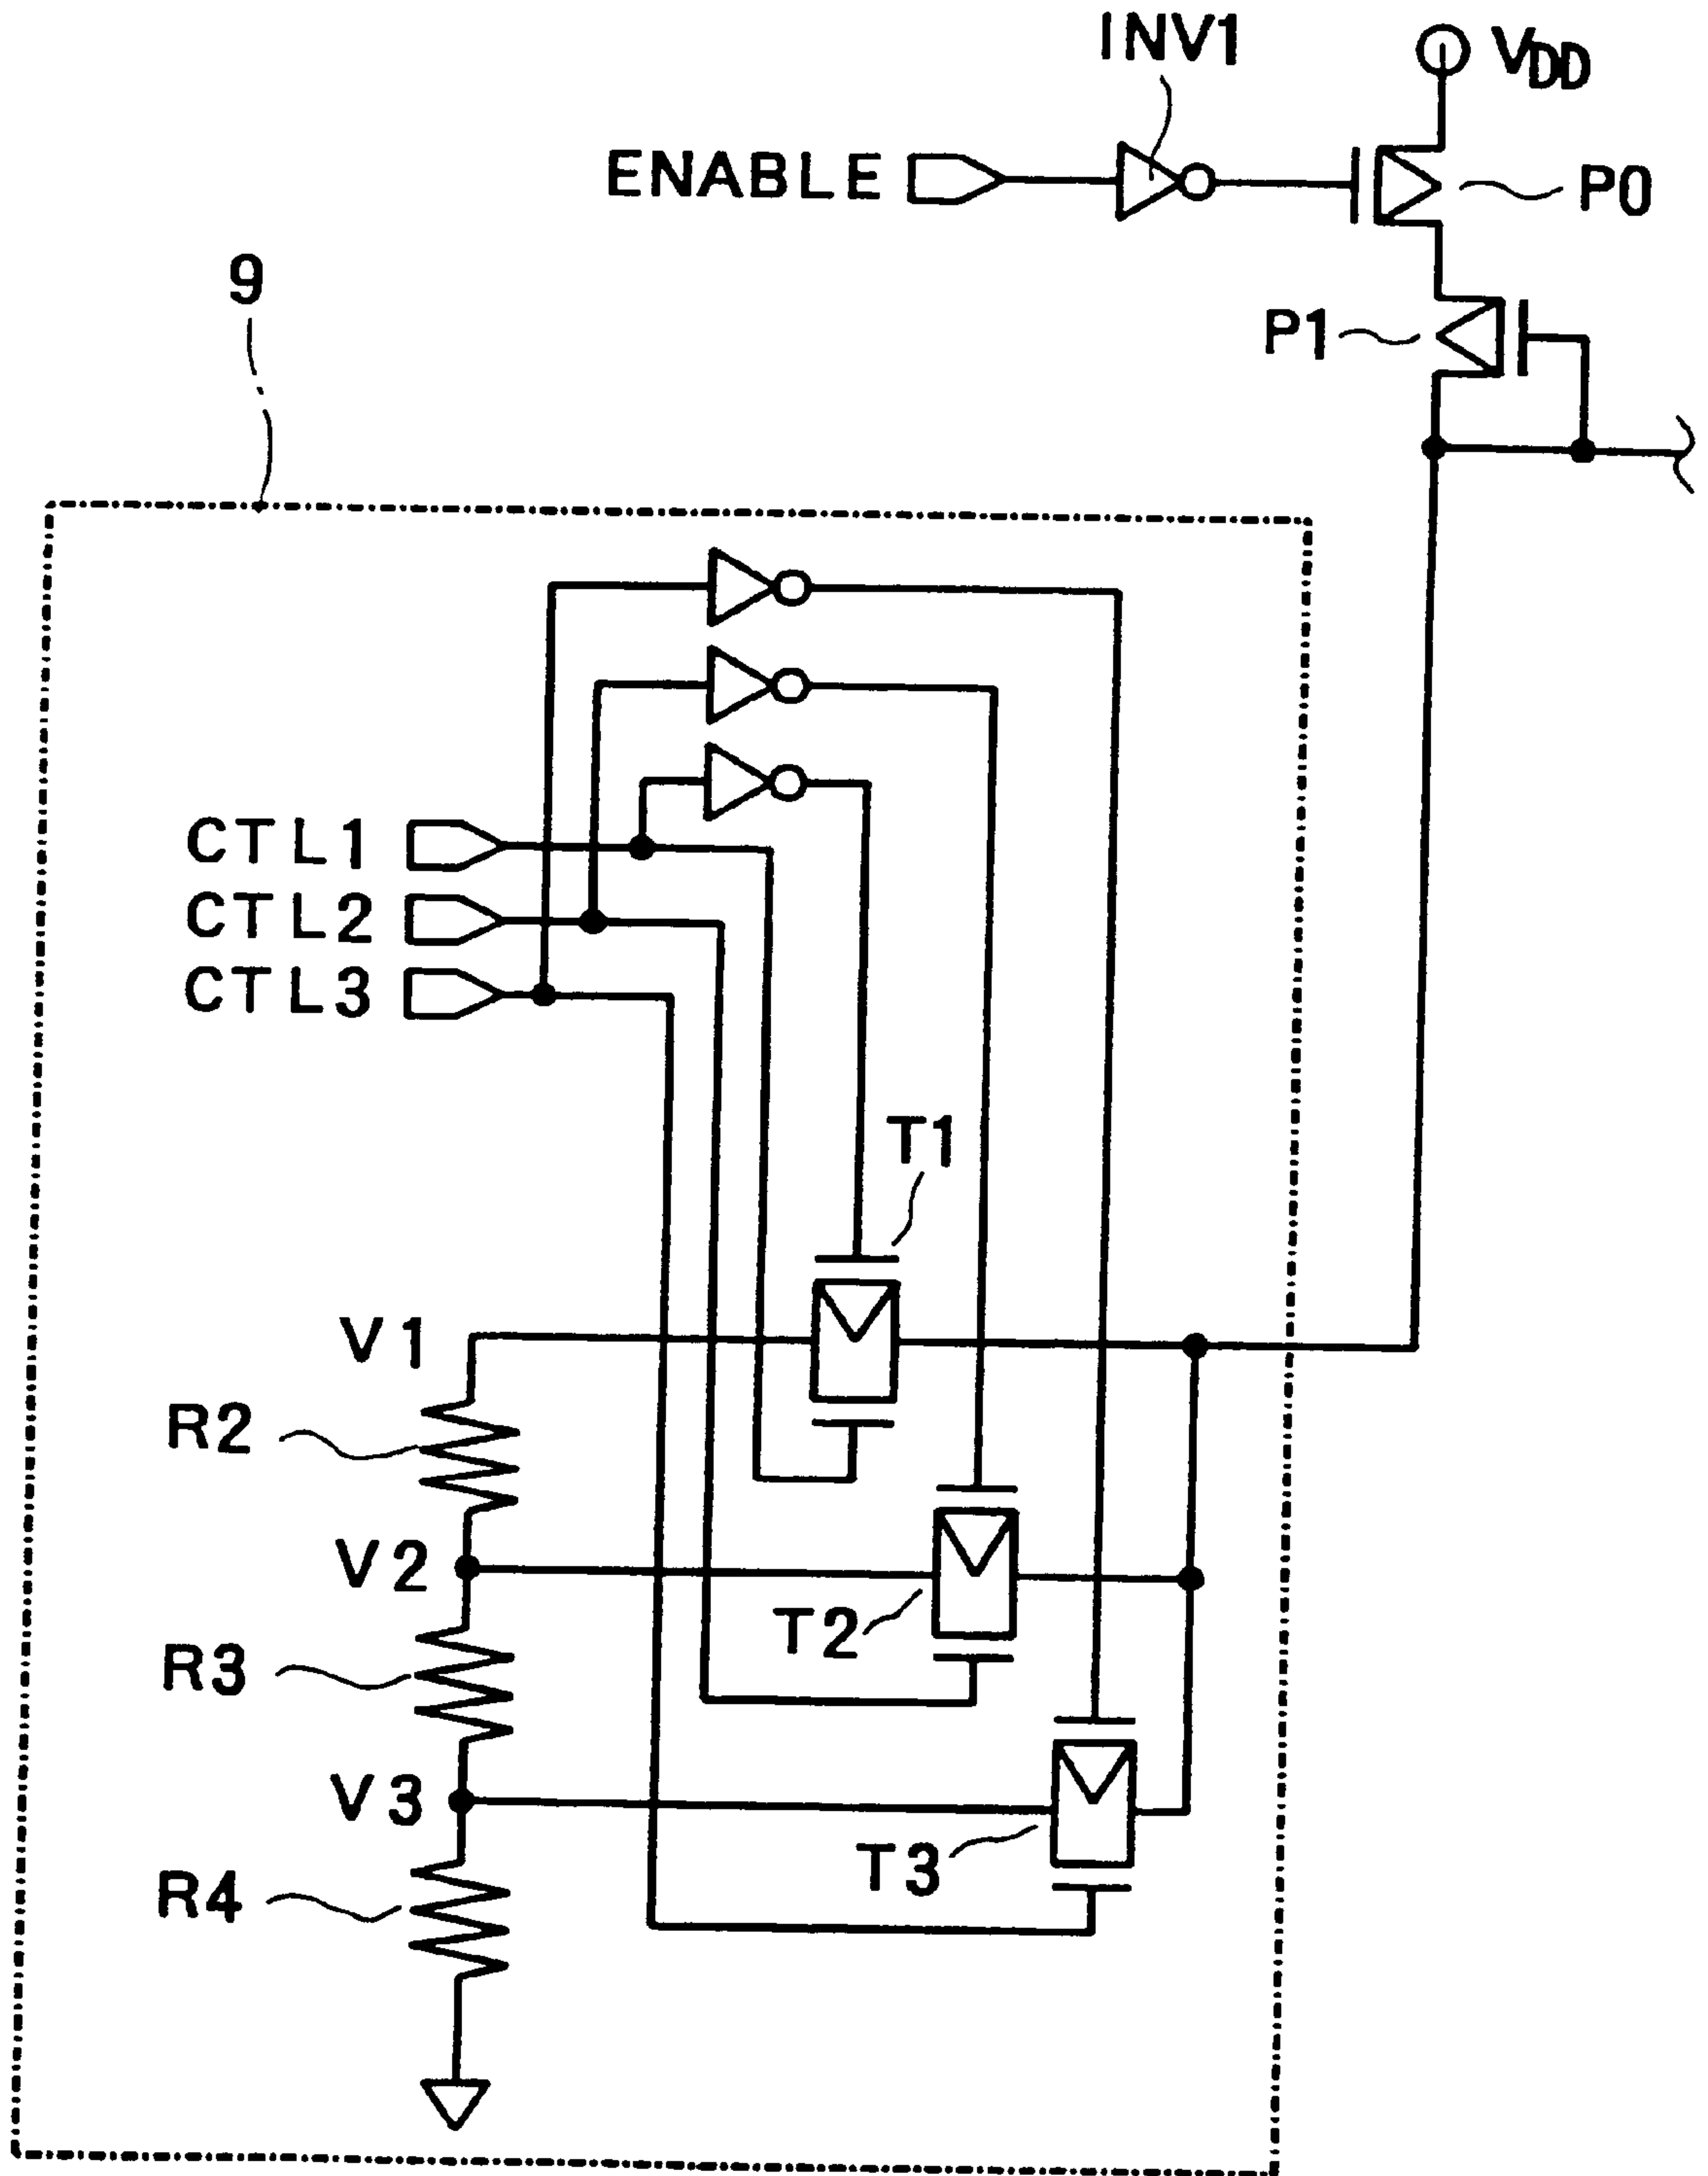 INV1
VDD
ENABLE
P0
9
P1
CTL1
CTL2
CTL3
T1
V1
R2
V2
T2
R3
V3
T3
R4